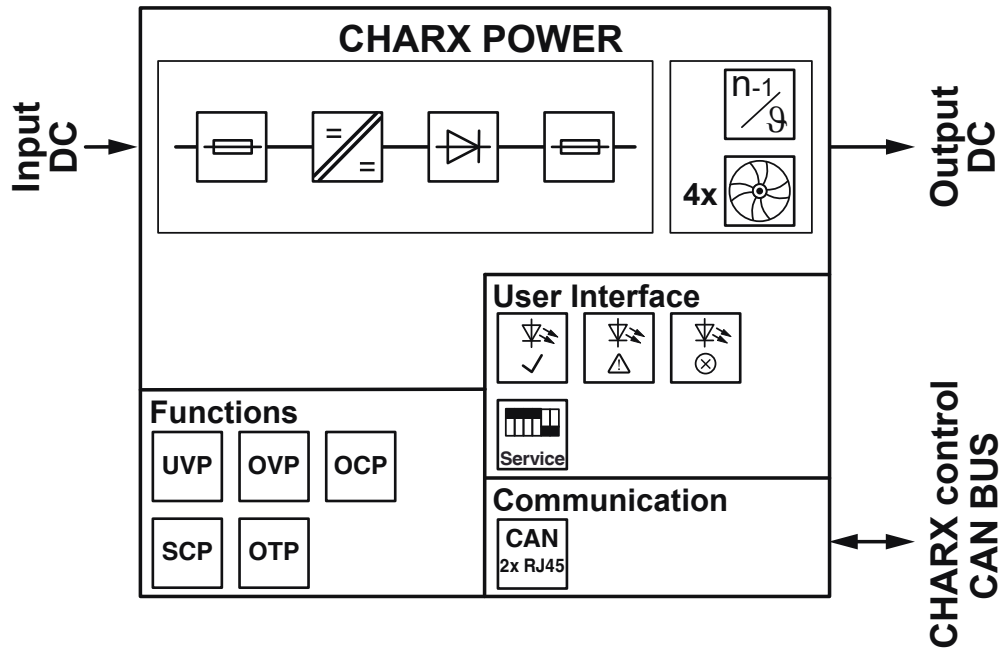 CHARX POWER
Input
DC
n-1
ϑ
4x
Output
DC
User Interface
Service
Functions
UVP
OVP
OCP
SCP
OTP
Communication
CAN
2x RJ45
CHARX control
CAN BUS